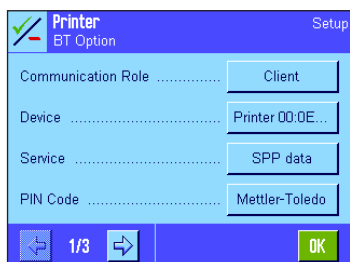 Printer Setup
BT Option
Communication Role .............. Client
Device .............................. Printer 00:0E...
Service ............................. SPP data
PIN Code .......................... Mettler-Toledo
1/3 OK